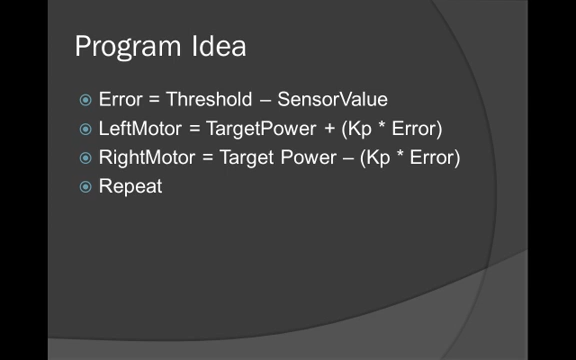 Program Idea
Error = Threshold – SensorValue
LeftMotor = TargetPower + (Kp * Error)
RightMotor = Target Power – (Kp * Error)
Repeat